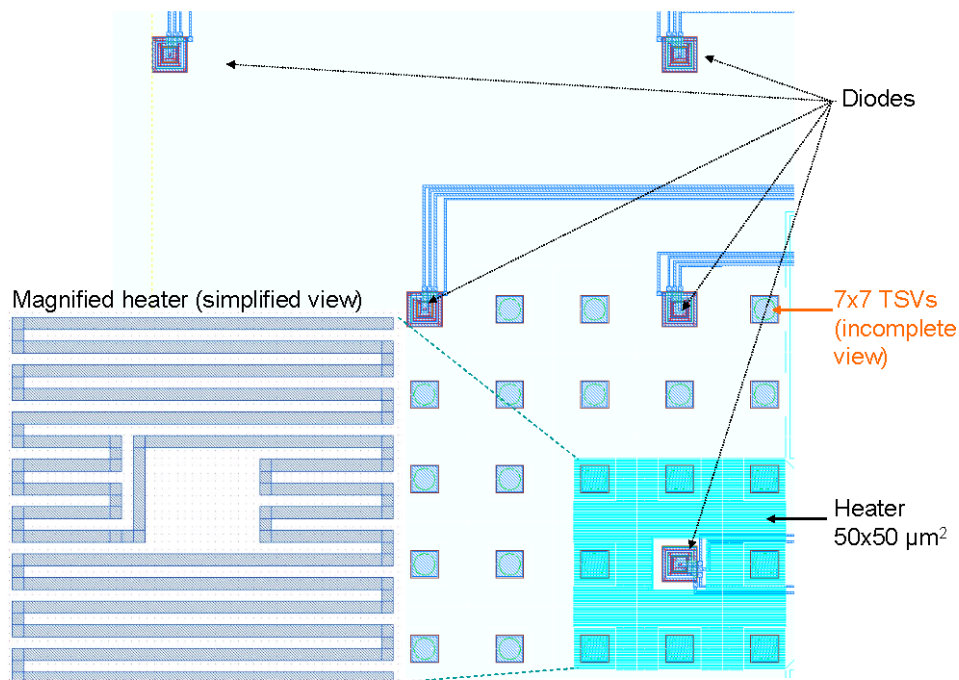 Diodes
Magnified heater (simplified view)
7x7 TSVs
(incomplete
view)
Heater
50x50 µm²